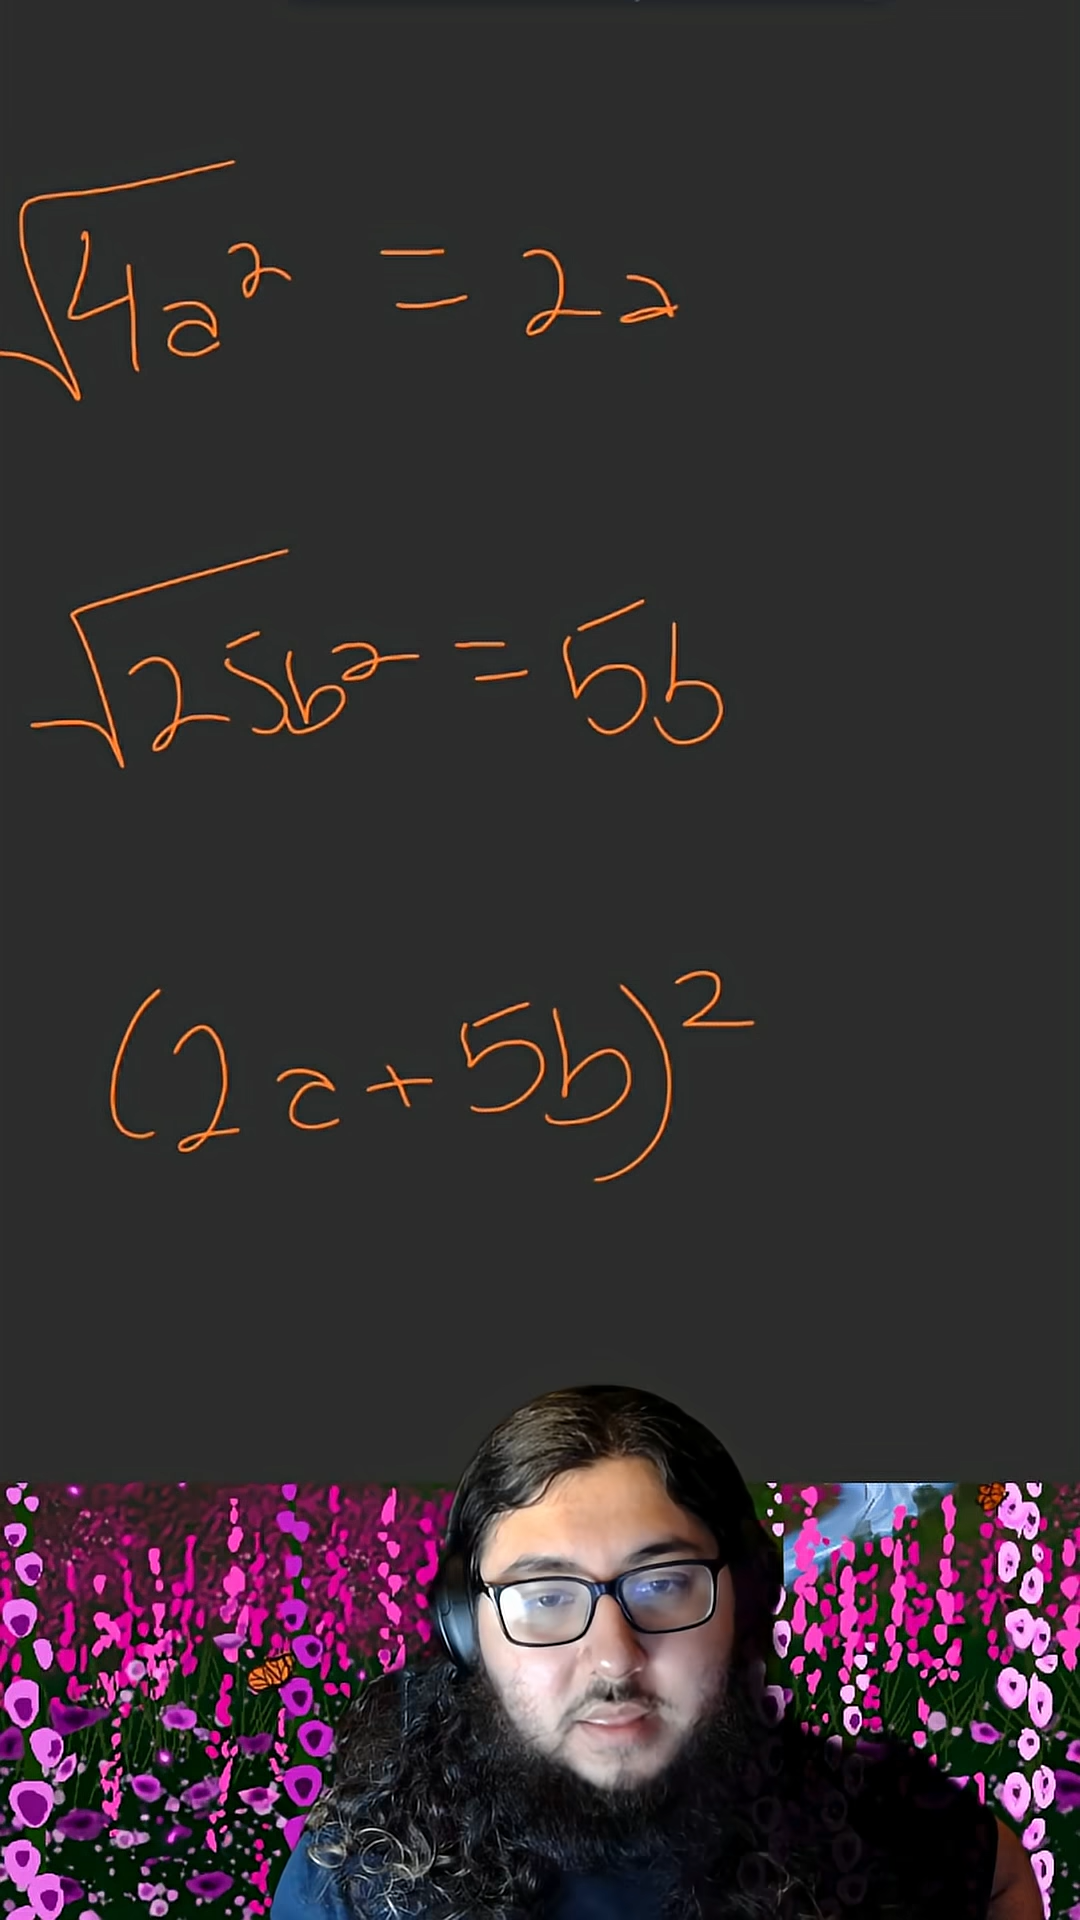 √4a² = 2a
√25b² = 5b
(2a+5b)²